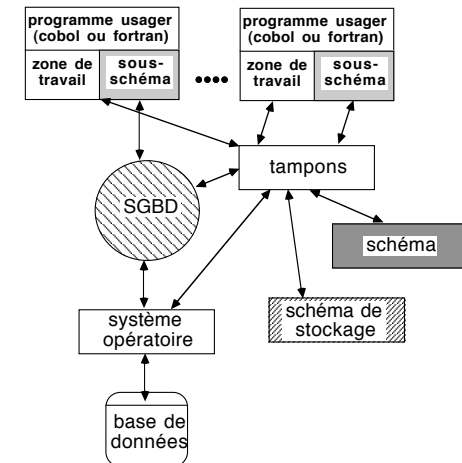 programme usager
(cobol ou fortran)
zone de
travail
sous-
schéma
programme usager
(cobol ou fortran)
zone de
travail
sous-
schéma
tampons
SGBD
schéma
schéma de
stockage
système
opératoire
base de
données